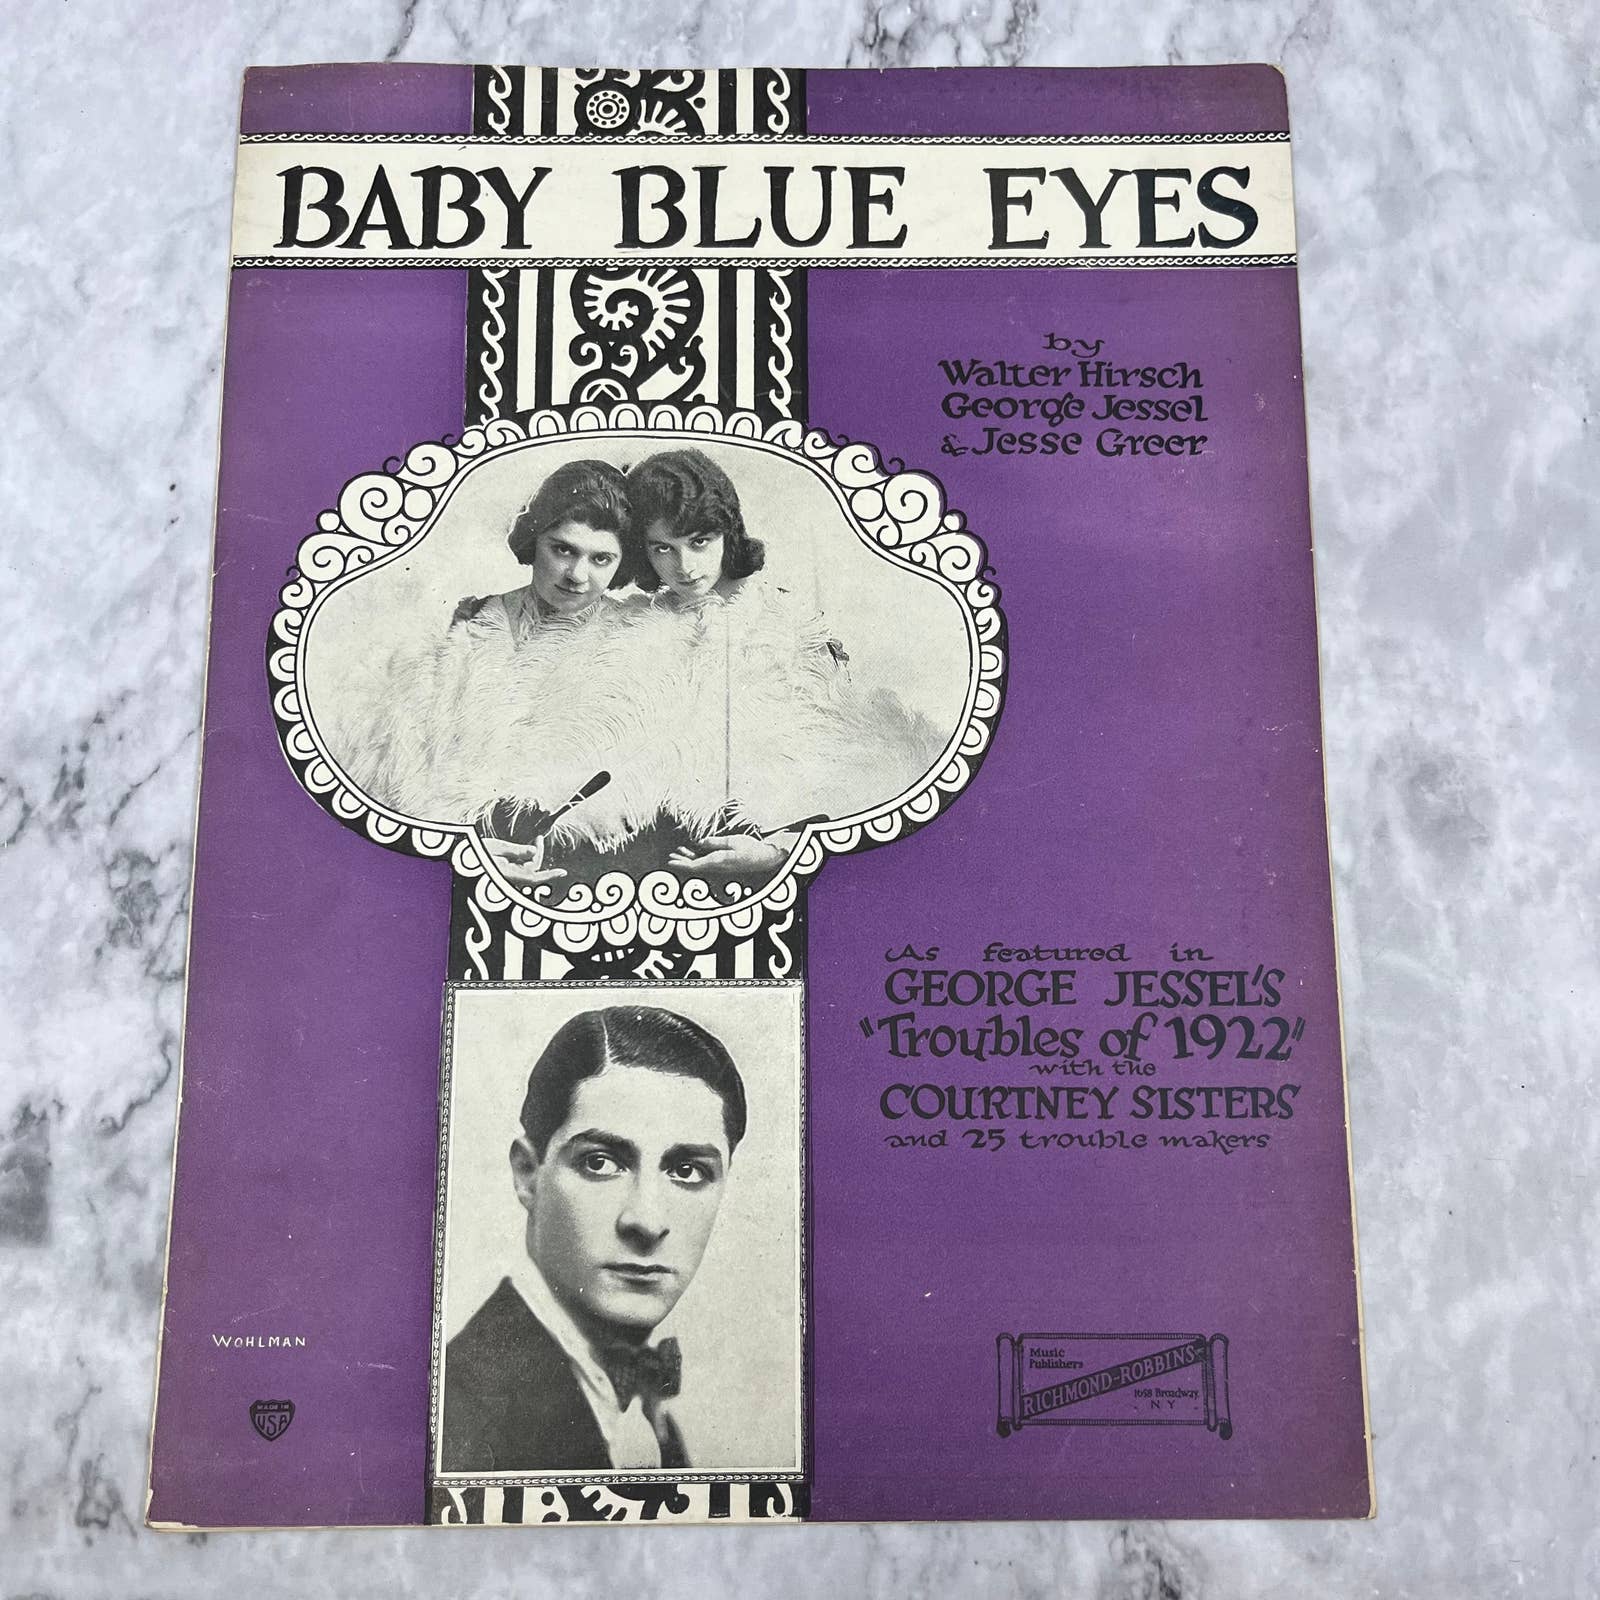 BABY BLUE EYES
by
Walter Hirsch
George Jessel
& Jesse Greer
As featured in
GEORGE JESSEL'S
"Troubles of 1922"
with the
COURTNEY SISTERS
and 25 trouble makers
WOHLMAN
MADE IN
USA
Music
Publishers
RICHMOND-ROBBINS INC
1658 Broadway
N Y